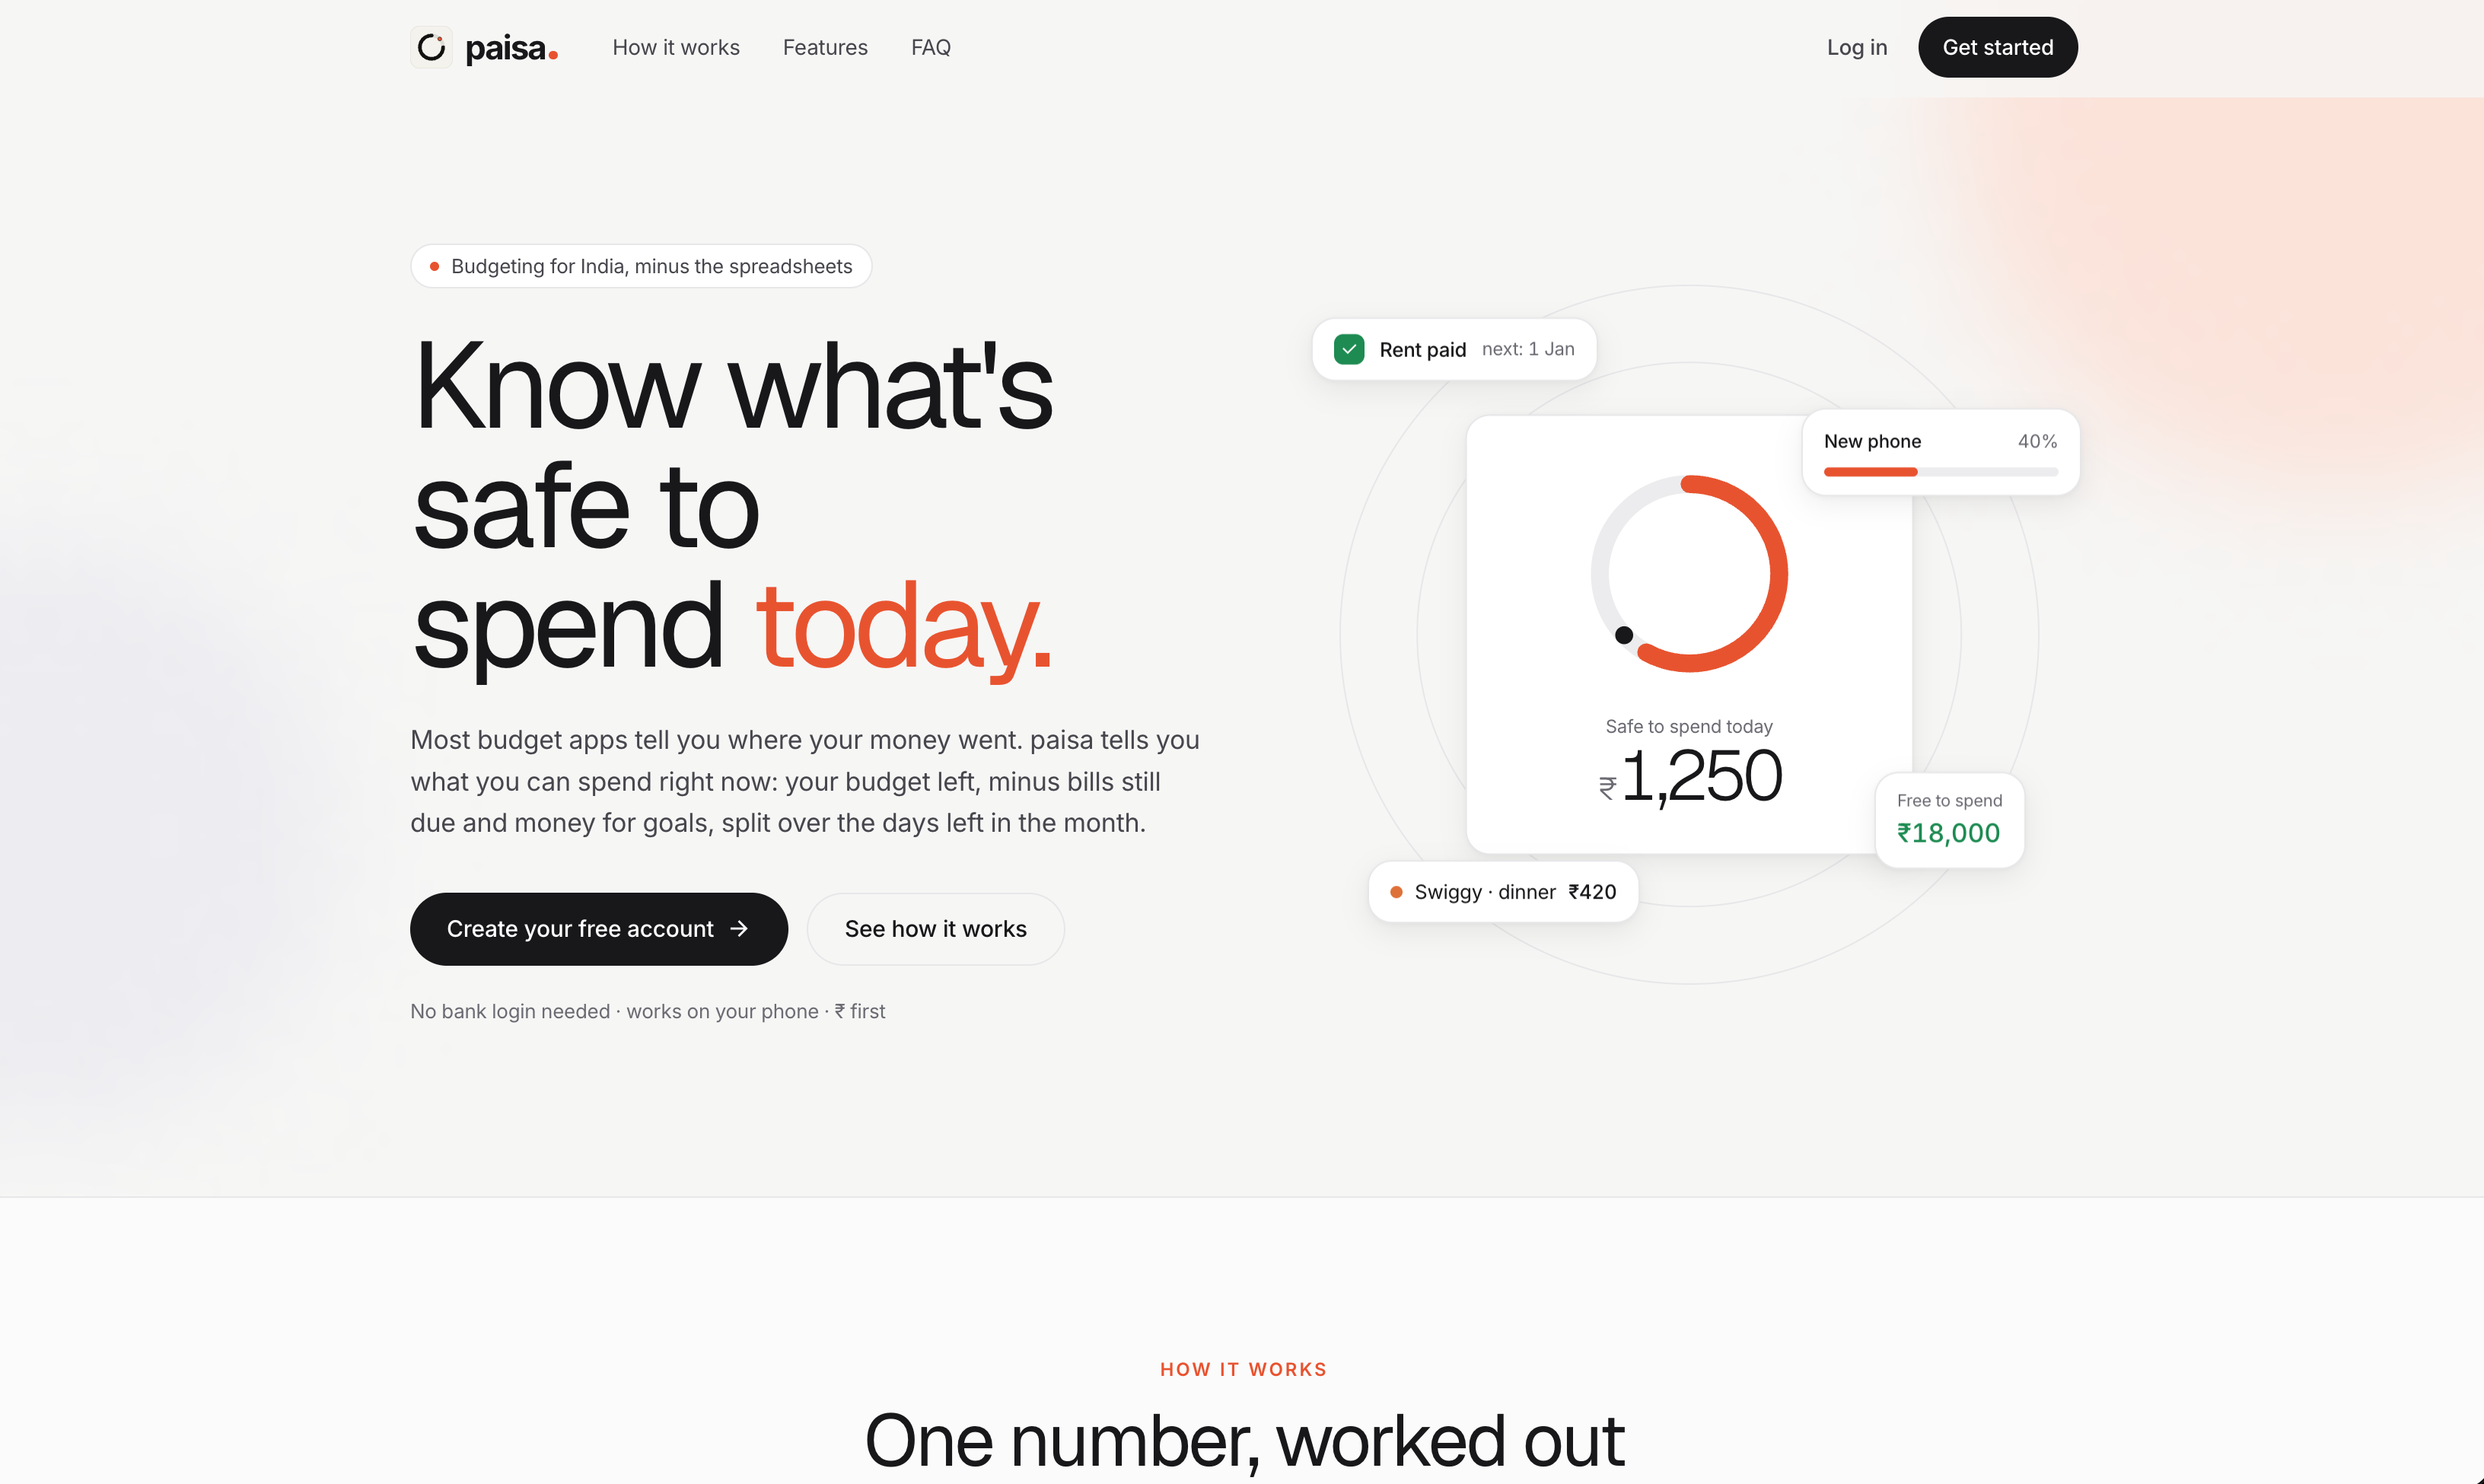 paisa.
How it works
Features
FAQ
Log in
Get started
Budgeting for India, minus the spreadsheets
Know what's
safe to
spend today.
Most budget apps tell you where your money went. paisa tells you
what you can spend right now: your budget left, minus bills still
due and money for goals, split over the days left in the month.
Create your free account →
See how it works
No bank login needed · works on your phone · ₹ first
Rent paid next: 1 Jan
New phone 40%
Safe to spend today
₹1,250
Free to spend
₹18,000
Swiggy · dinner ₹420
HOW IT WORKS
One number, worked out